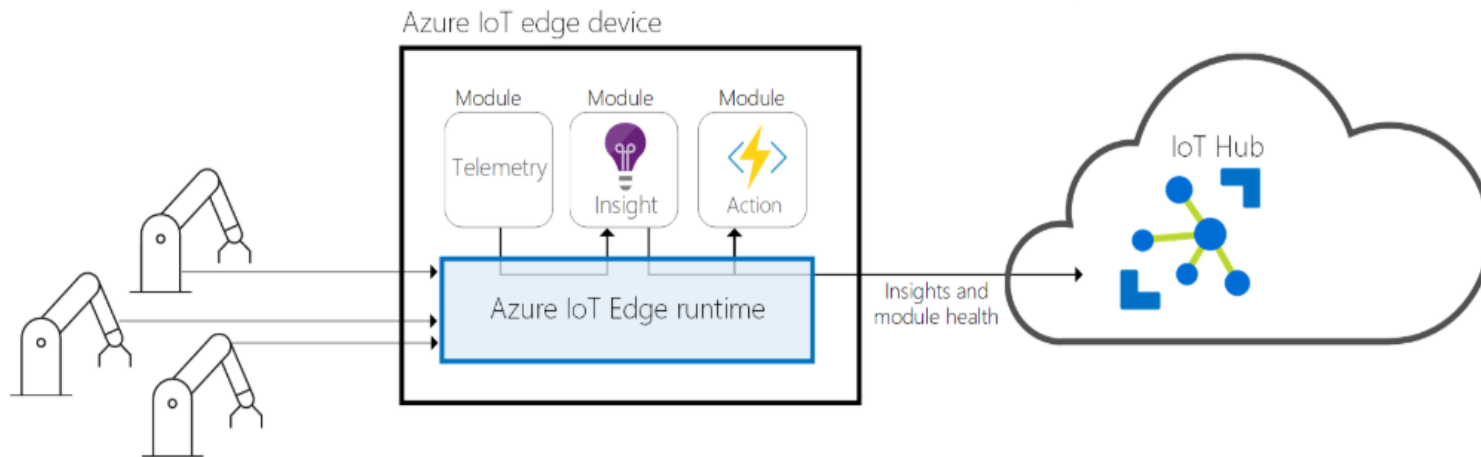 Azure IoT edge device
Module
Module
Module
Telemetry
Insight
Action
Azure IoT Edge runtime
Insights and
module health
IoT Hub